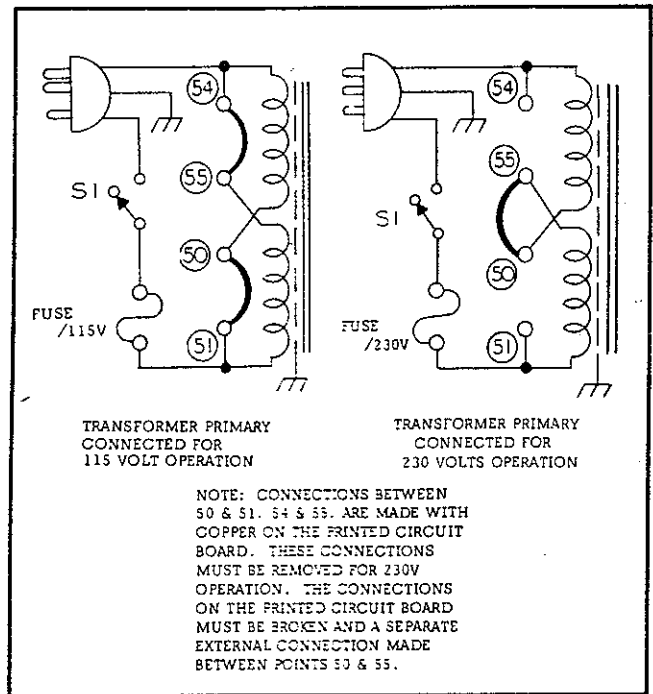 54
55
50
51
S1
FUSE
/115V
54
55
50
51
S1
FUSE
/230V
TRANSFORMER PRIMARY
CONNECTED FOR
115 VOLT OPERATION
TRANSFORMER PRIMARY
CONNECTED FOR
230 VOLTS OPERATION
NOTE: CONNECTIONS BETWEEN
50 & 51, 54 & 55, ARE MADE WITH
COPPER ON THE PRINTED CIRCUIT
BOARD. THESE CONNECTIONS
MUST BE REMOVED FOR 230V
OPERATION. THE CONNECTIONS
ON THE PRINTED CIRCUIT BOARD
MUST BE BROKEN AND A SEPARATE
EXTERNAL CONNECTION MADE
BETWEEN POINTS 50 & 55.